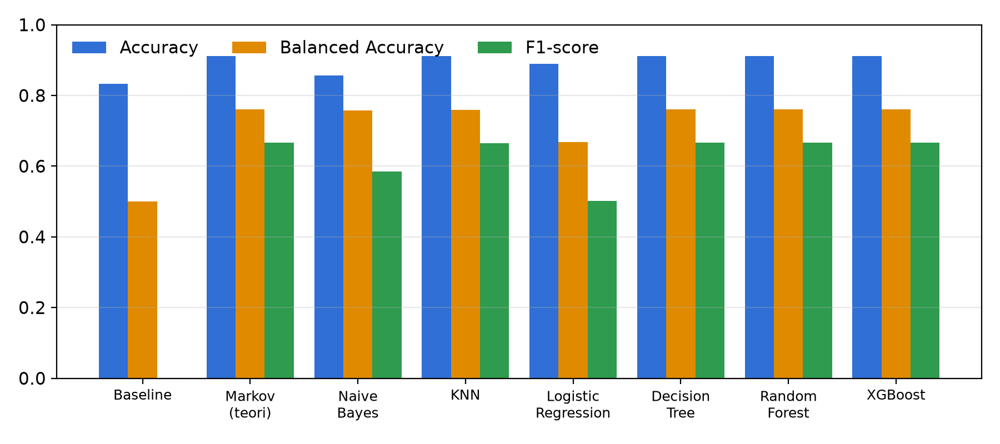 1.0
0.8
0.6
0.4
0.2
0.0
Accuracy
Balanced Accuracy
F1-score
Baseline
Markov
(teori)
Naive
Bayes
KNN
Logistic
Regression
Decision
Tree
Random
Forest
XGBoost